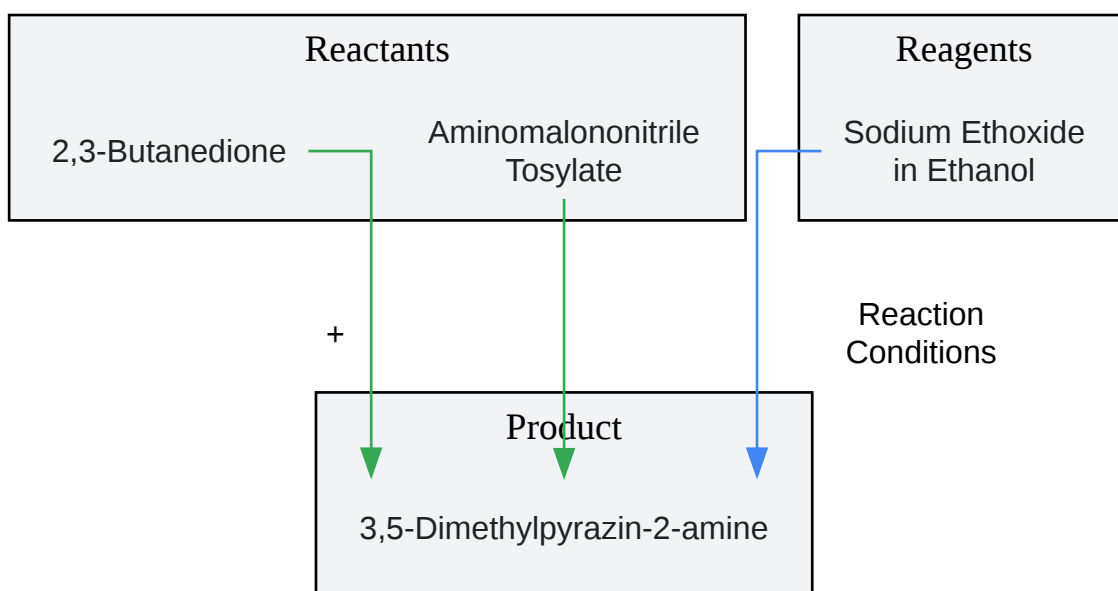 Reactants
2,3-Butanedione
Aminomalononitrile
Tosylate
Reagents
Sodium Ethoxide
in Ethanol
+
Reaction
Conditions
Product
3,5-Dimethylpyrazin-2-amine